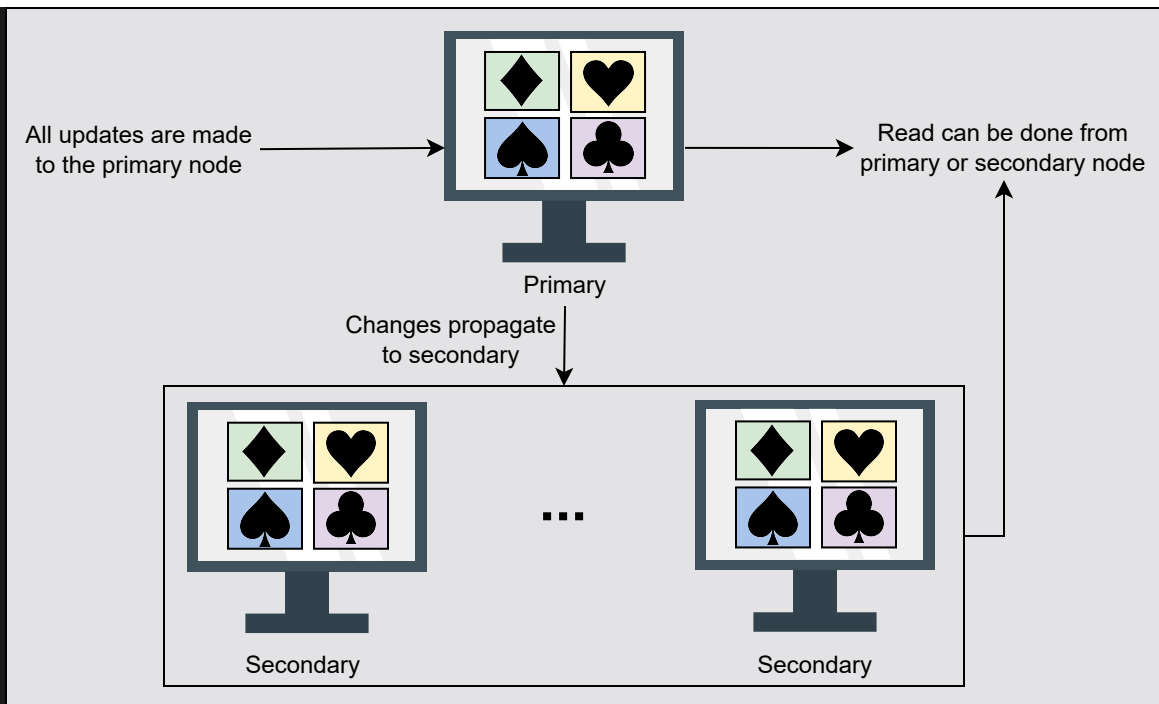 All updates are made
to the primary node
Read can be done from
primary or secondary node
Primary
Changes propagate
to secondary
...
Secondary
Secondary